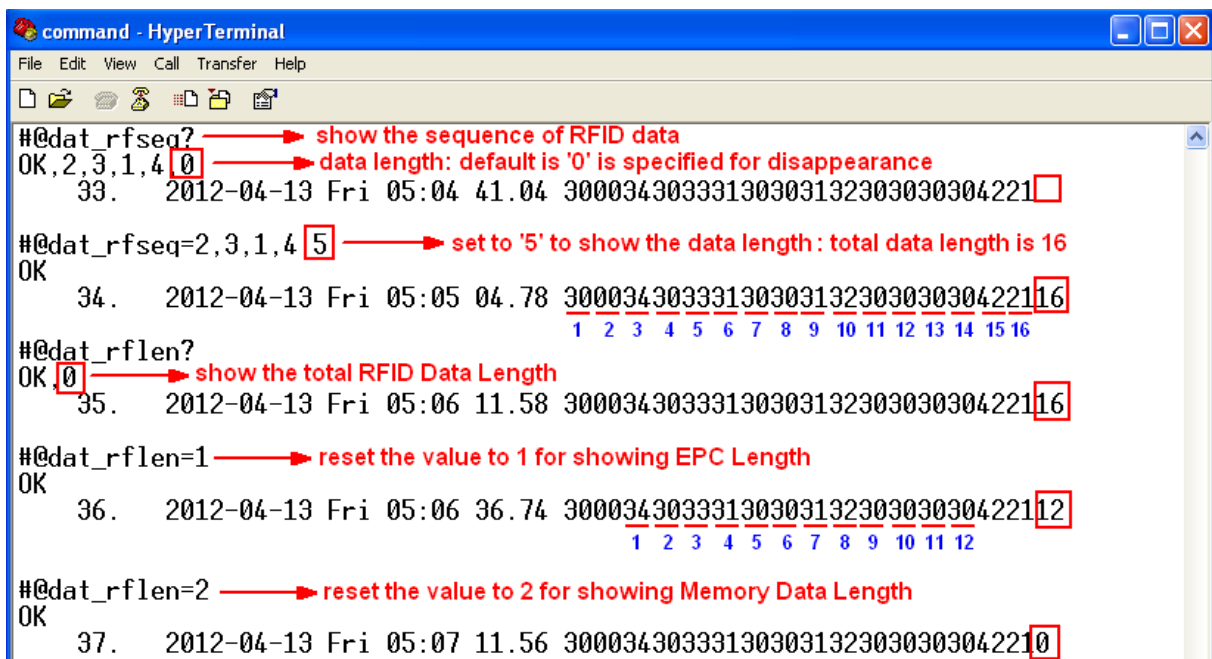 command - HyperTerminal
File Edit View Call Transfer Help
#@dat_rfseq? show the sequence of RFID data
OK,2,3,1,4,0 data length: default is '0' is specified for disappearance
33. 2012-04-13 Fri 05:04 41.04 30003430333130303132303030304221
#@dat_rfseq=2,3,1,4 5 set to '5' to show the data length : total data length is 16
OK
34. 2012-04-13 Fri 05:05 04.78 3000343033313030313230303030422116
1 2 3 4 5 6 7 8 9 10 11 12 13 14 15 16
#@dat_rflen?
OK,0 show the total RFID Data Length
35. 2012-04-13 Fri 05:06 11.58 3000343033313030313230303030422116
#@dat_rflen=1 reset the value to 1 for showing EPC Length
OK
36. 2012-04-13 Fri 05:06 36.74 3000343033313030313230303030422112
1 2 3 4 5 6 7 8 9 10 11 12
#@dat_rflen=2 reset the value to 2 for showing Memory Data Length
OK
37. 2012-04-13 Fri 05:07 11.56 300034303331303031323030303042210